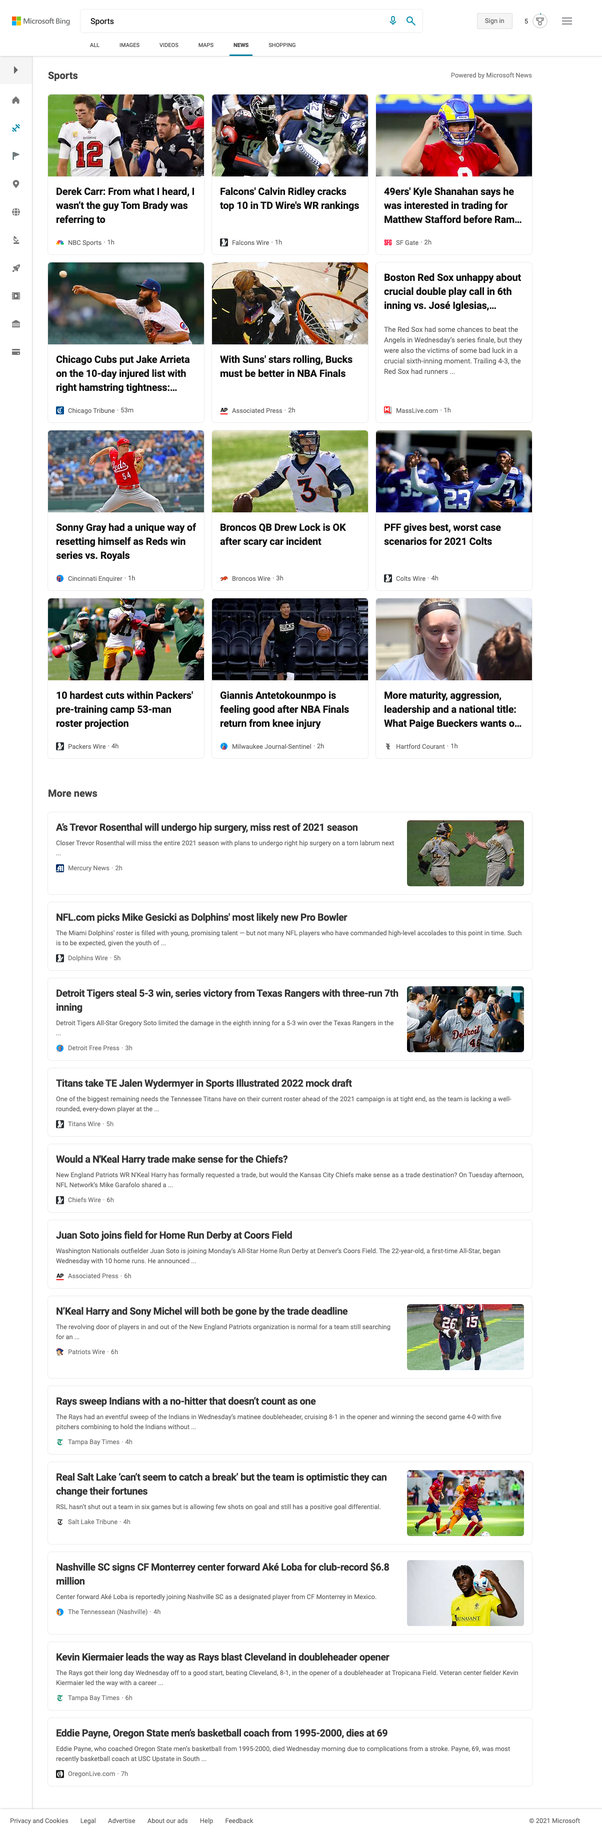 Microsoft Bing
Sports
Sign in
5
ALL
IMAGES
VIDEOS
MAPS
NEWS
SHOPPING
Sports
Powered by Microsoft News
Derek Carr: From what I heard, I
wasn't the guy Tom Brady was
referring to
NBC Sports · 1h
Falcons' Calvin Ridley cracks
top 10 in TD Wire's WR rankings
Falcons Wire · 1h
49ers' Kyle Shanahan says he
was interested in trading for
Matthew Stafford before Ram...
SF Gate · 2h
Chicago Cubs put Jake Arrieta
on the 10-day injured list with
right hamstring tightness:...
Chicago Tribune · 53m
With Suns' stars rolling, Bucks
must be better in NBA Finals
Associated Press · 2h
Boston Red Sox unhappy about
crucial double play call in 6th
inning vs. José Iglesias,...
The Red Sox had some chances to beat the
Angels in Wednesday's series finale, but they
were also the victims of some bad luck in a
crucial sixth-inning moment. Trailing 4-3, the
Red Sox had runners ...
MassLive.com · 1h
Sonny Gray had a unique way of
resetting himself as Reds win
series vs. Royals
Cincinnati Enquirer · 1h
Broncos QB Drew Lock is OK
after scary car incident
Broncos Wire · 3h
PFF gives best, worst case
scenarios for 2021 Colts
Colts Wire · 4h
10 hardest cuts within Packers'
pre-training camp 53-man
roster projection
Packers Wire · 4h
Giannis Antetokounmpo is
feeling good after NBA Finals
return from knee injury
Milwaukee Journal-Sentinel · 2h
More maturity, aggression,
leadership and a national title:
What Paige Bueckers wants o...
Hartford Courant · 1h
More news
A's Trevor Rosenthal will undergo hip surgery, miss rest of 2021 season
Closer Trevor Rosenthal will miss the entire 2021 season with plans to undergo right hip surgery on a torn labrum next
...
Mercury News · 2h
NFL.com picks Mike Gesicki as Dolphins' most likely new Pro Bowler
The Miami Dolphins' roster is filled with young, promising talent — but not many NFL players who have commanded high-level accolades to this point in time. Such
is to be expected, given the youth of ...
Dolphins Wire · 5h
Detroit Tigers steal 5-3 win, series victory from Texas Rangers with three-run 7th
inning
Detroit Tigers All-Star Gregory Soto limited the damage in the eighth inning for a 5-3 win over the Texas Rangers in the
...
Detroit Free Press · 3h
Titans take TE Jalen Wydermyer in Sports Illustrated 2022 mock draft
One of the biggest remaining needs the Tennessee Titans have on their current roster ahead of the 2021 campaign is at tight end, as the team is lacking a well-
rounded, every-down player at the ...
Titans Wire · 5h
Would a N'Keal Harry trade make sense for the Chiefs?
New England Patriots WR N'Keal Harry has formally requested a trade, but would the Kansas City Chiefs make sense as a trade destination? On Tuesday afternoon,
NFL Network's Mike Garafolo shared a ...
Chiefs Wire · 6h
Juan Soto joins field for Home Run Derby at Coors Field
Washington Nationals outfielder Juan Soto is joining Monday's All-Star Home Run Derby at Denver's Coors Field. The 22-year-old, a first-time All-Star, began
Wednesday with 10 home runs. He announced ...
Associated Press · 6h
N'Keal Harry and Sony Michel will both be gone by the trade deadline
The revolving door of players in and out of the New England Patriots organization is normal for a team still searching
for an ...
Patriots Wire · 6h
Rays sweep Indians with a no-hitter that doesn't count as one
The Rays had an eventful sweep of the Indians in Wednesday's matinee doubleheader, cruising 8-1 in the opener and winning the second game 4-0 with five
pitchers combining to hold the Indians without ...
Tampa Bay Times · 4h
Real Salt Lake 'can't seem to catch a break' but the team is optimistic they can
change their fortunes
RSL hasn't shut out a team in six games but is allowing few shots on goal and still has a positive goal differential.
Salt Lake Tribune · 4h
Nashville SC signs CF Monterrey center forward Aké Loba for club-record $6.8
million
Center forward Aké Loba is reportedly joining Nashville SC as a designated player from CF Monterrey in Mexico.
The Tennessean (Nashville) · 4h
Kevin Kiermaier leads the way as Rays blast Cleveland in doubleheader opener
The Rays got their long day Wednesday off to a good start, beating Cleveland, 8-1, in the opener of a doubleheader at Tropicana Field. Veteran center fielder Kevin
Kiermaier led the way with a career ...
Tampa Bay Times · 6h
Eddie Payne, Oregon State men's basketball coach from 1995-2000, dies at 69
Eddie Payne, who coached Oregon State men's basketball from 1995-2000, died Wednesday morning due to complications from a stroke. Payne, 69, was most
recently basketball coach at USC Upstate in South ...
OregonLive.com · 7h
Privacy and Cookies
Legal
Advertise
About our ads
Help
Feedback
© 2021 Microsoft